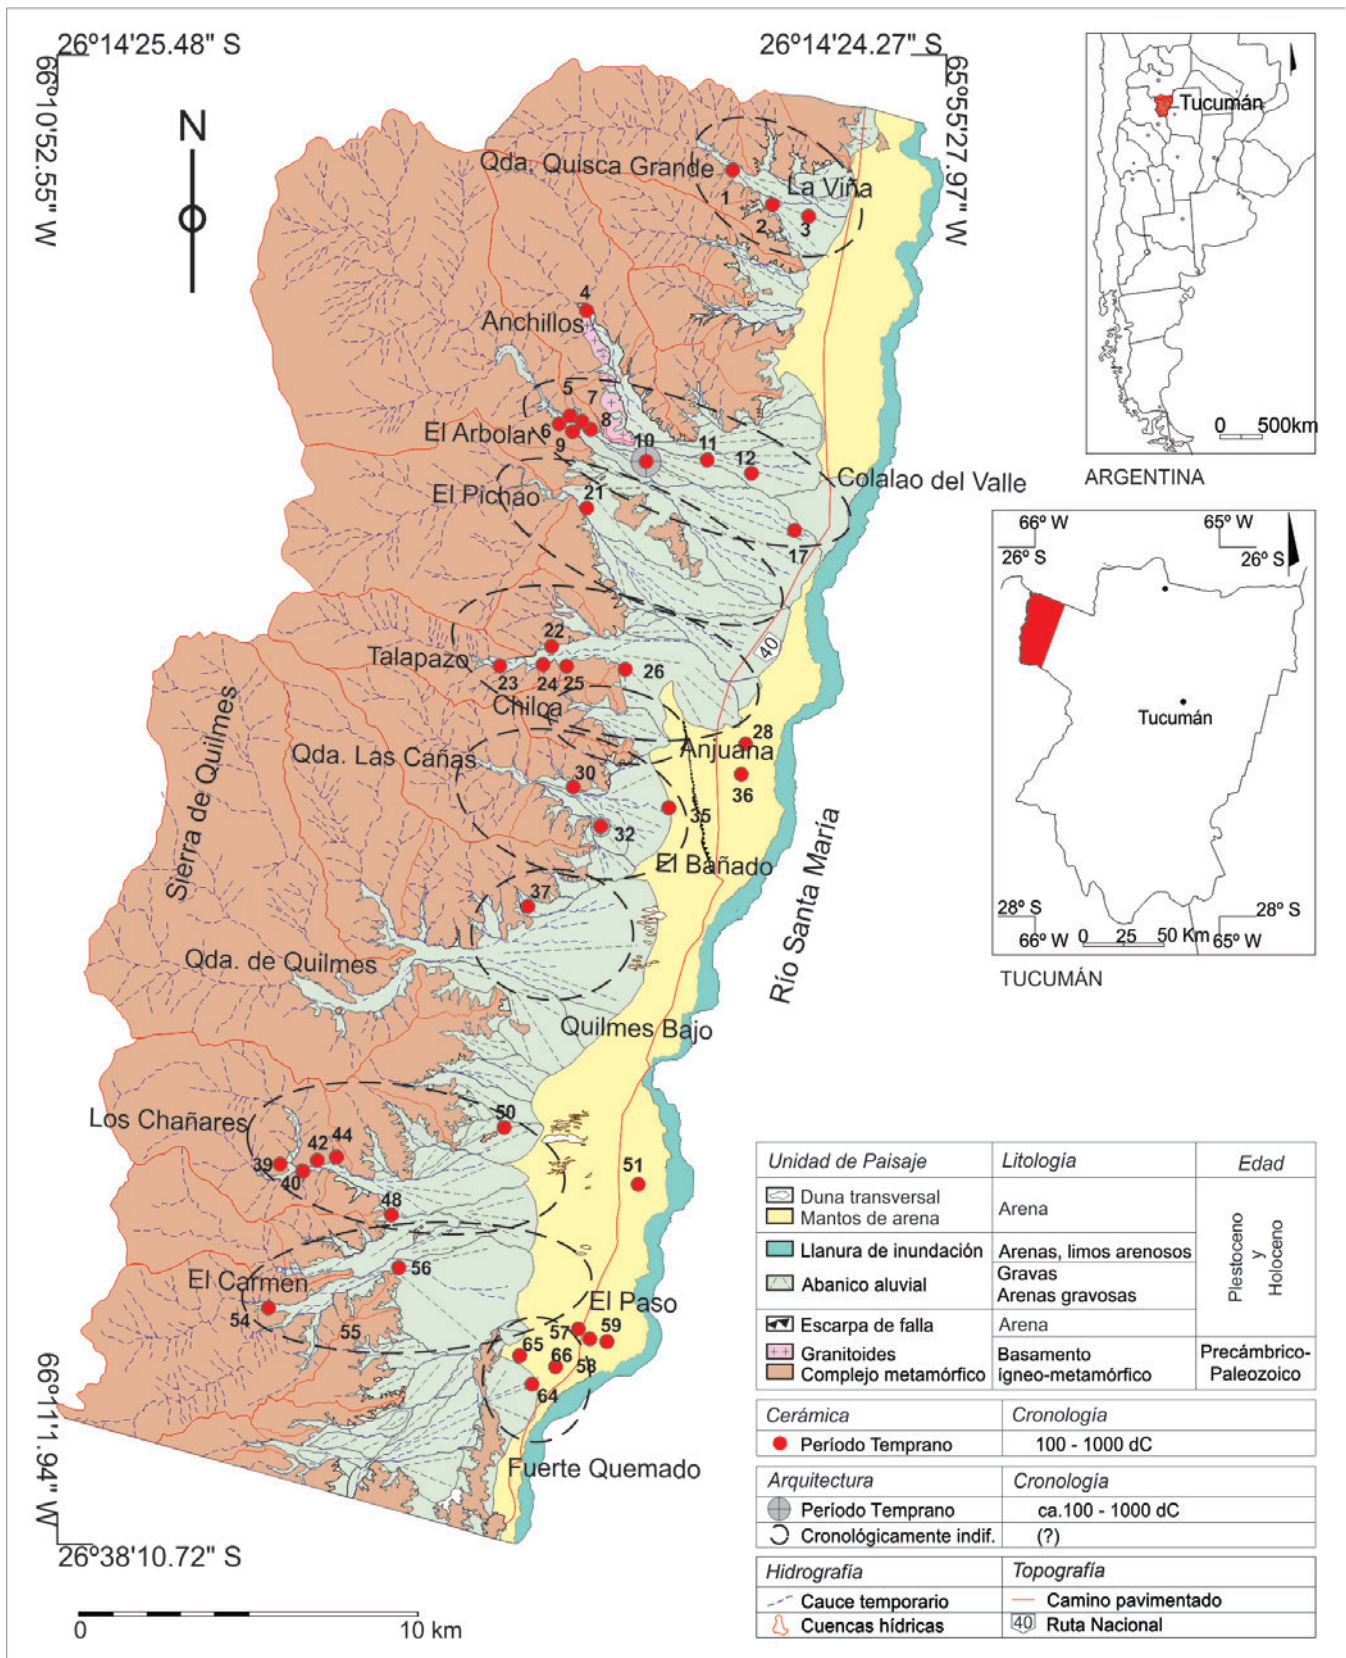 26º14'25.48" S
26º14'24.27" S
66º10'52.55" W
65º55'27.97" W
N
Qda. Quisca Grande
La Viña
1
2
3
4
Anchillos
5
7
6
8
El Arbolar
9
10
11
12
El Pichao
21
Colalao del Valle
17
22
40
Talapazo
23
24
25
26
Chilca
28
Anjuana
Qda. Las Cañas
30
36
35
32
El Bañado
Sierra de Quilmes
37
Río Santa María
Qda. de Quilmes
Quilmes Bajo
Los Chañares
50
42
44
39
40
51
48
El Carmen
56
54
55
El Paso
57
59
65
66
58
64
Fuerte Quemado
66º11'1.94" W
26º38'10.72" S
0 10 km
Tucumán
0 500km
ARGENTINA
66º W
65º W
26º S
26º S
Tucumán
28º S
28º S
66º W
0 25 50 Km
65º W
TUCUMÁN
Unidad de Paisaje Litología Edad
Duna transversal
Mantos de arena
Arena
Llanura de inundación Arenas, limos arenosos
Abanico aluvial
Gravas
Arenas gravosas
Plestoceno
y
Holoceno
Escarpa de falla Arena
Granitoides Basamento Precámbrico-
Complejo metamórfico ígneo-metamórfico Paleozoico
Cerámica Cronología
Período Temprano 100 - 1000 dC
Arquitectura Cronología
Período Temprano ca.100 - 1000 dC
Cronológicamente indif. (?)
Hidrografía Topografía
Cauce temporario Camino pavimentado
Cuencas hídricas 40 Ruta Nacional